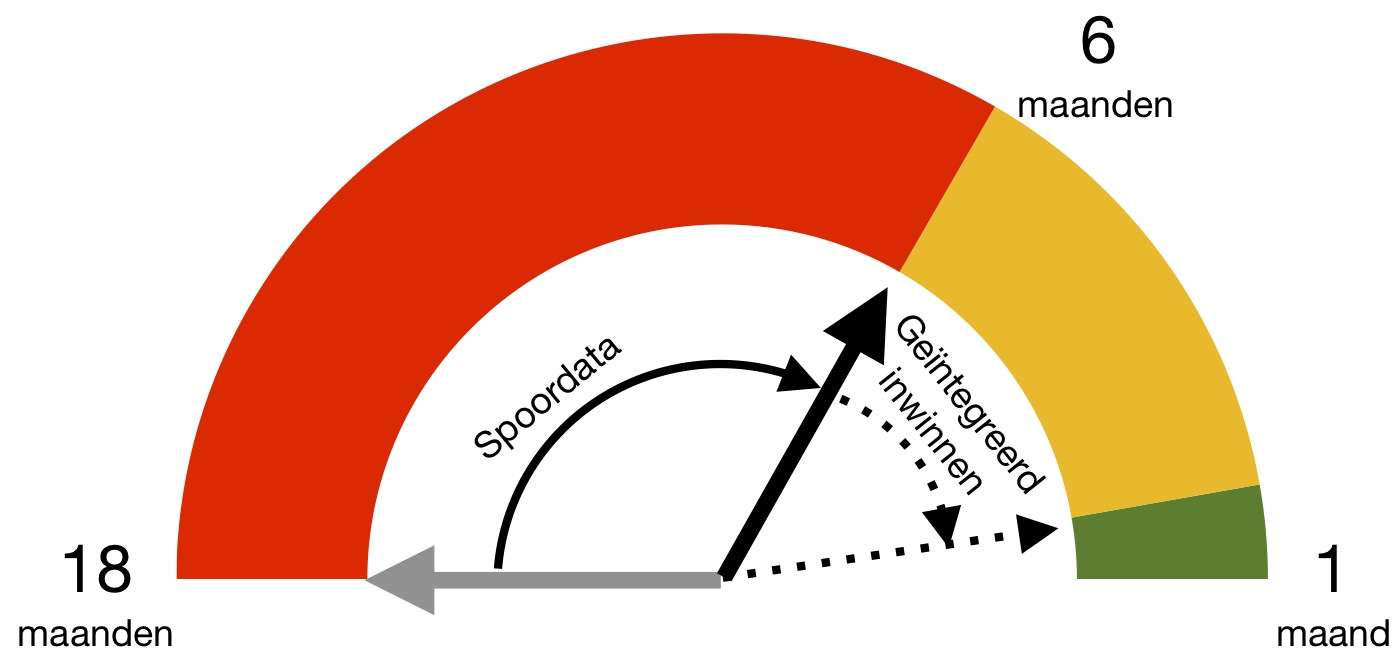 6
maanden
Spoordata
Geïntegreerd
inwinnen
18
maanden
1
maand